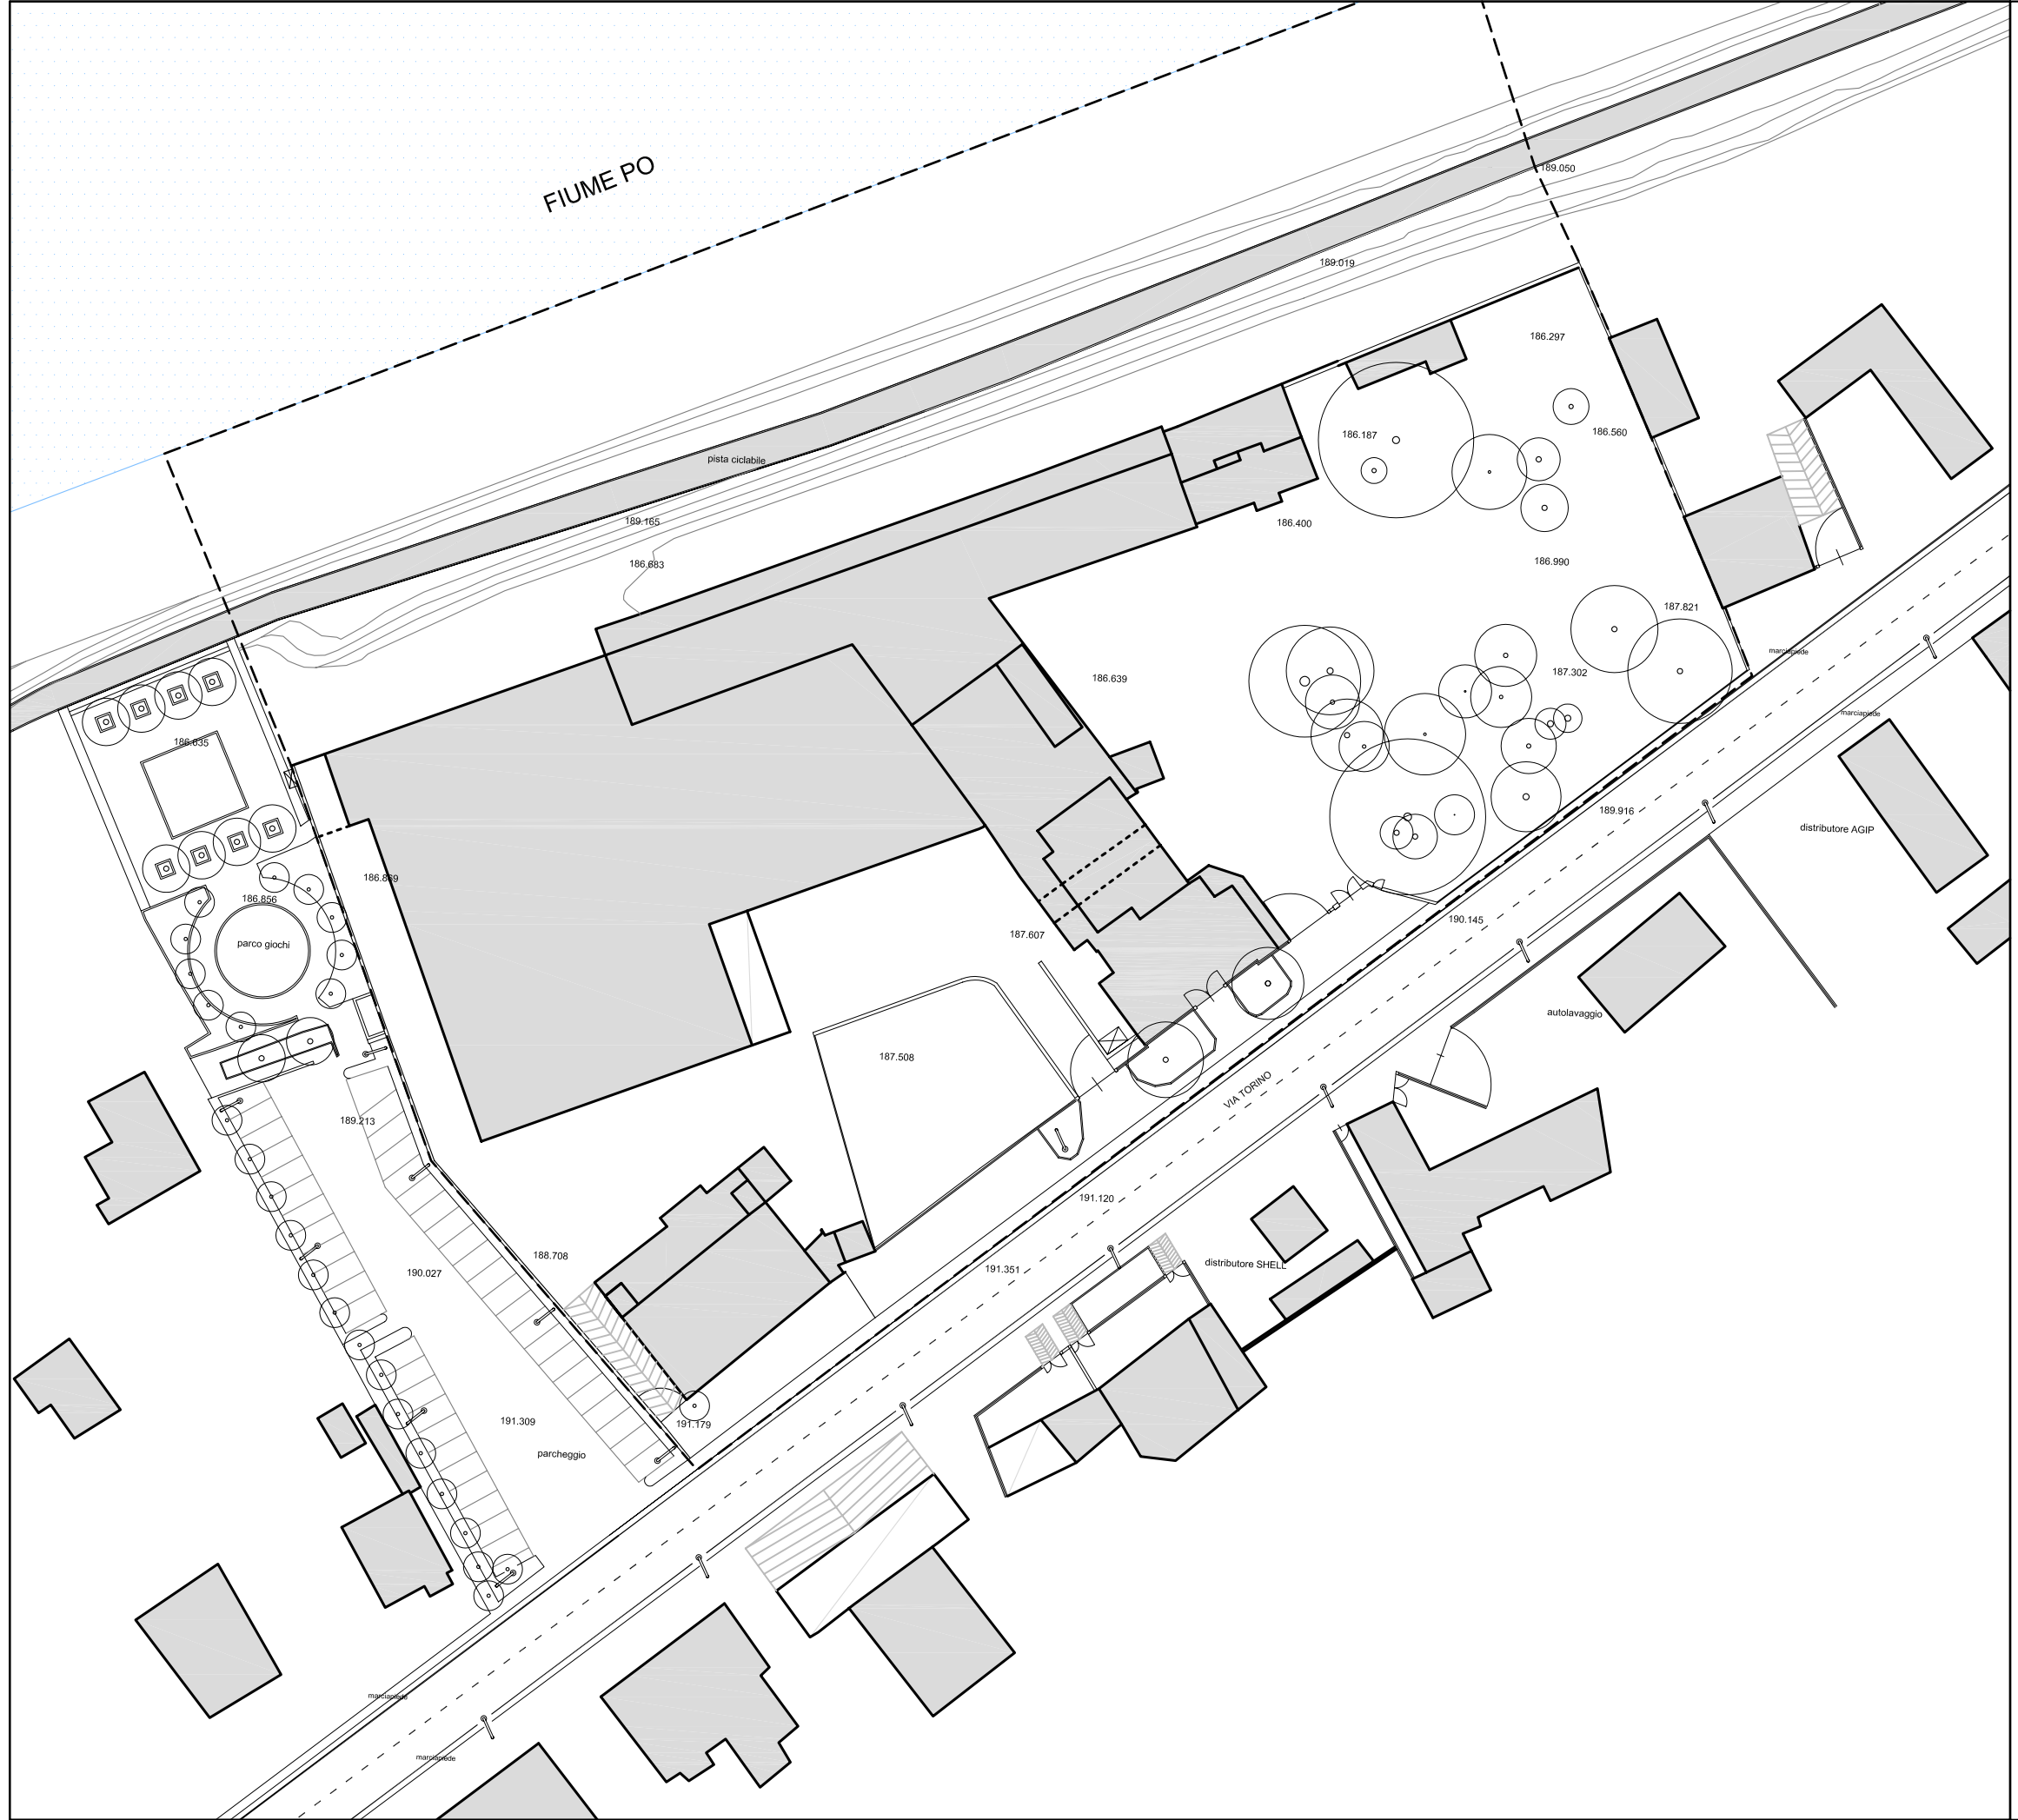 FIUME PO
189.050
189.019
186.297
186.187
186.560
pista ciclabile
189.165
186.400
186.683
186.990
187.821
marciapiede
187.302
186.639
marciapiede
186.635
189.916
distributore AGIP
186.869
186.856
190.145
187.607
parco giochi
autolavaggio
187.508
VIA TORINO
189.213
191.120
188.708
distributore SHELL
191.351
190.027
191.309
191.179
parcheggio
marciapiede
marciapiede